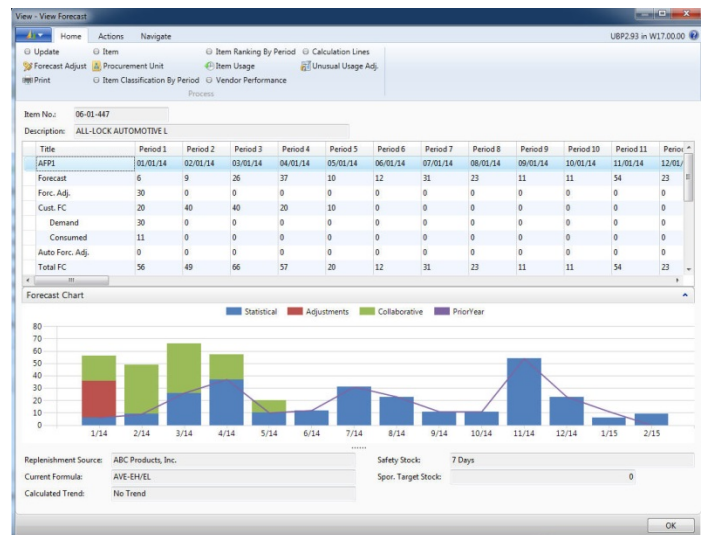 View - View Forecast
Home Actions Navigate UBP2.93 in W17.00.00
Update Item Item Ranking By Period Calculation Lines
Forecast Adjust Procurement Unit Item Usage Unusual Usage Adj.
Print Item Classification By Period Vendor Performance
Process
Item No.: 06-01-447
Description: ALL-LOCK AUTOMOTIVE L
Title Period 1 Period 2 Period 3 Period 4 Period 5 Period 6 Period 7 Period 8 Period 9 Period 10 Period 11 Period
AFP1 01/01/14 02/01/14 03/01/14 04/01/14 05/01/14 06/01/14 07/01/14 08/01/14 09/01/14 10/01/14 11/01/14 12/01/
Forecast 6 9 26 37 10 12 31 23 11 11 54 23
Forc. Adj. 30 0 0 0 0 0 0 0 0 0 0 0
Cust. FC 20 40 40 20 10 0 0 0 0 0 0 0
Demand 30 0 0 0 0 0 0 0 0 0 0 0
Consumed 11 0 0 0 0 0 0 0 0 0 0 0
Auto Forc. Adj. 0 0 0 0 0 0 0 0 0 0 0 0
Total FC 56 49 66 57 20 12 31 23 11 11 54 23
Forecast Chart
Statistical Adjustments Collaborative PriorYear
80
70
60
50
40
30
20
10
0
1/14 2/14 3/14 4/14 5/14 6/14 7/14 8/14 9/14 10/14 11/14 12/14 1/15 2/15
Replenishment Source: ABC Products, Inc. Safety Stock: 7 Days
Current Formula: AVE-EH/EL Spor. Target Stock: 0
Calculated Trend: No Trend
OK